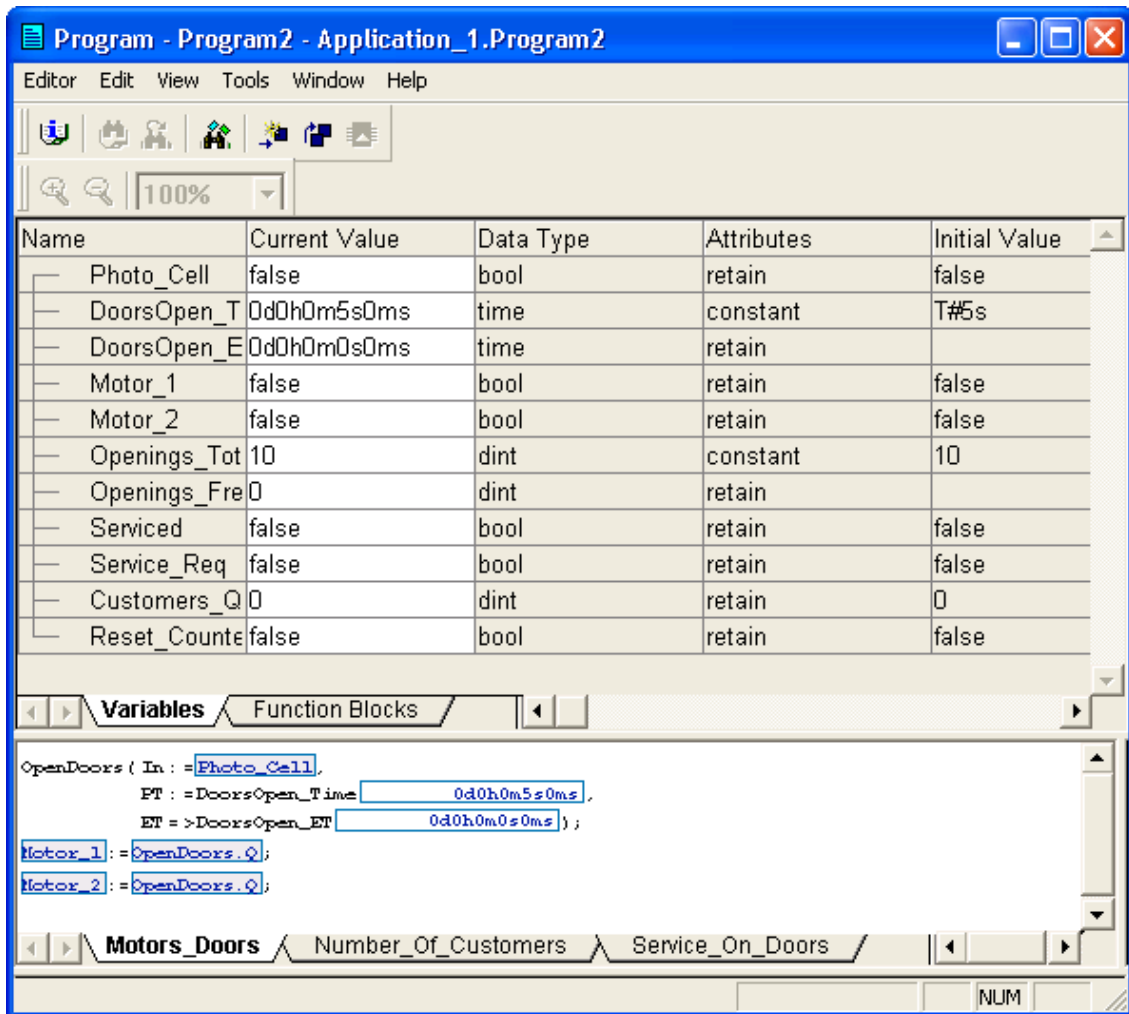 Program - Program2 - Application_1.Program2
Editor Edit View Tools Window Help
100%
Name Current Value Data Type Attributes Initial Value
Photo_Cell false bool retain false
DoorsOpen_T 0d0h0m5s0ms time constant T#5s
DoorsOpen_E 0d0h0m0s0ms time retain
Motor_1 false bool retain false
Motor_2 false bool retain false
Openings_Tot 10 dint constant 10
Openings_Fre 0 dint retain
Serviced false bool retain false
Service_Req false bool retain false
Customers_Q 0 dint retain 0
Reset_Counte false bool retain false
Variables Function Blocks
OpenDoors( In:=Photo_Cell,
PT:=DoorsOpen_Time 0d0h0m5s0ms,
ET=>DoorsOpen_ET 0d0h0m0s0ms);
Motor_1:=OpenDoors.Q;
Motor_2:=OpenDoors.Q;
Motors_Doors Number_Of_Customers Service_On_Doors
NUM